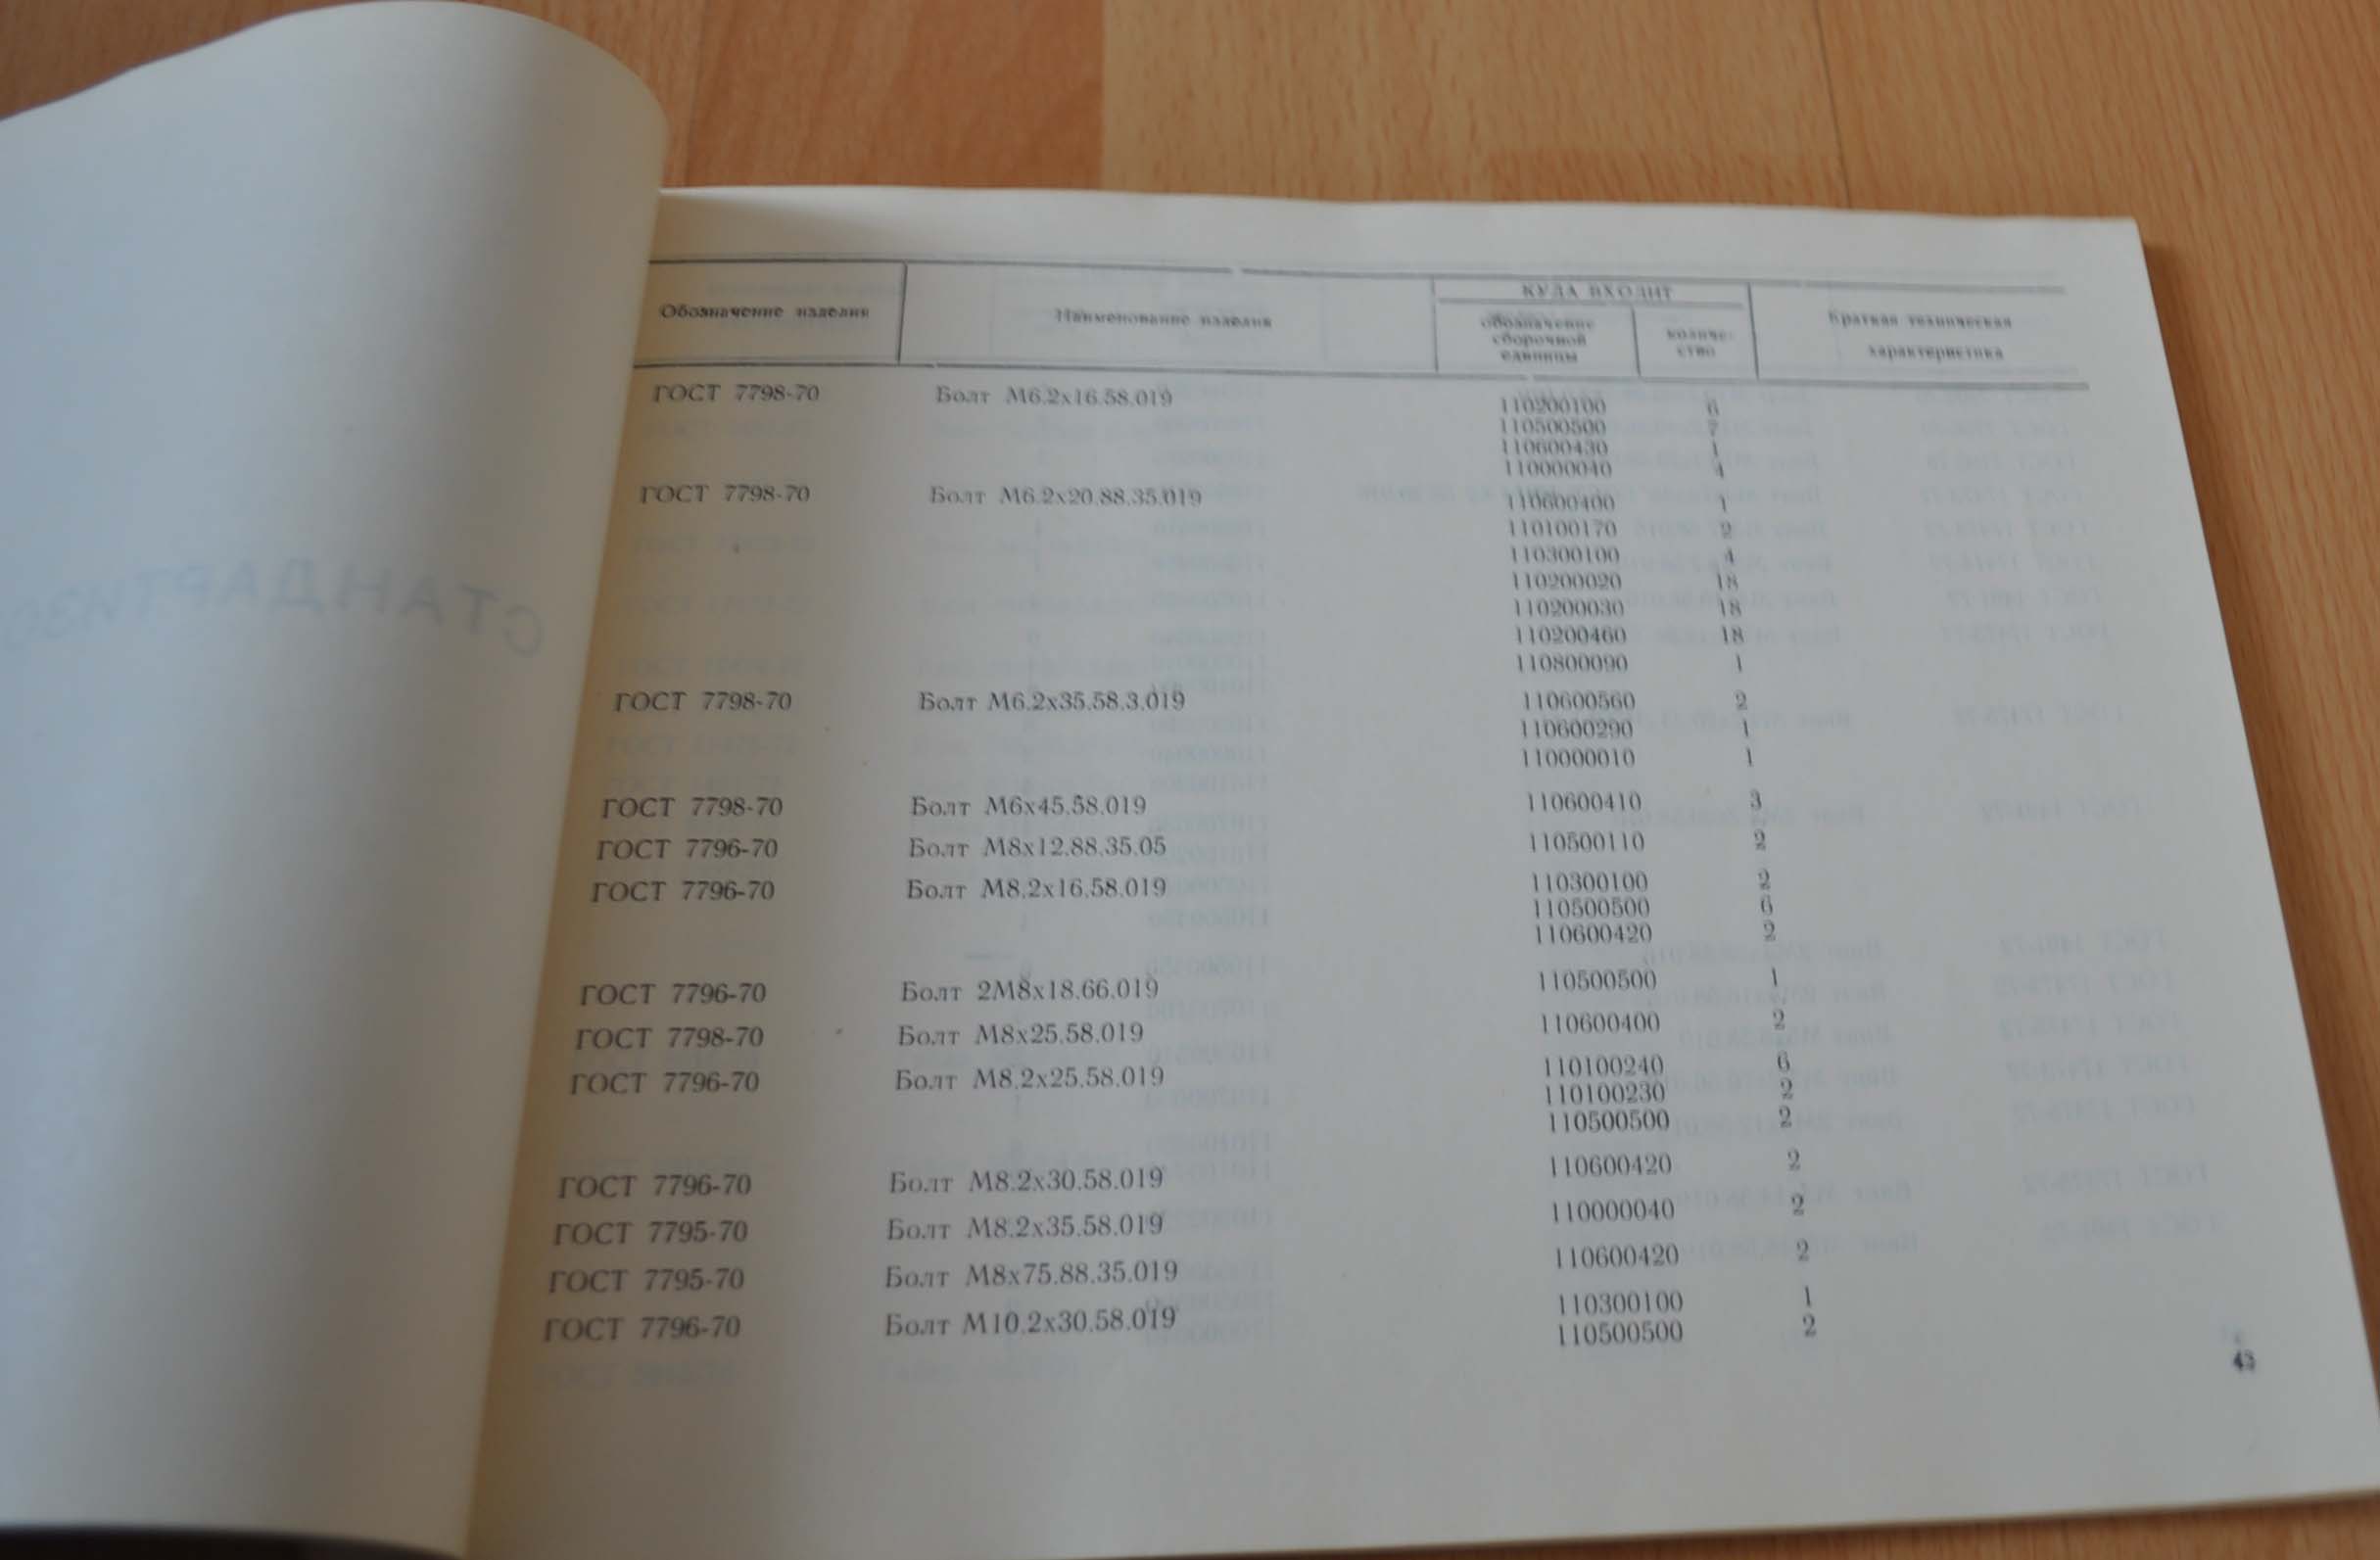 СТАНДАРТИЗО
Обозначение изделия Наименование изделия КУДА ВХОДИТ Краткая техническая характеристика
обозначение сборочной единицы количе- ство
ГОСТ 7798-70 Болт М6.2х16.58.019 110200100 6
110500500 7
110600430 1
110000040 4
ГОСТ 7798-70 Болт М6.2х20.88.35.019 110600400 1
110100170 2
110300100 4
110200020 18
110200030 18
110200460 18
110800090 1
ГОСТ 7798-70 Болт М6.2х35.58.3.019 110600560 2
110600290 1
110000010 1
ГОСТ 7798-70 Болт М6х45.58.019 110600410 3
ГОСТ 7796-70 Болт М8х12.88.35.05 110500110 2
ГОСТ 7796-70 Болт М8.2х16.58.019 110300100 2
110500500 6
110600420 2
ГОСТ 7796-70 Болт 2М8х18.66.019 110500500 1
ГОСТ 7798-70 Болт М8х25.58.019 110600400 2
ГОСТ 7796-70 Болт М8.2х25.58.019 110100240 6
110100230 2
110500500 2
ГОСТ 7796-70 Болт М8.2х30.58.019 110600420 2
ГОСТ 7795-70 Болт М8.2х35.58.019 110000040 2
ГОСТ 7795-70 Болт М8х75.88.35.019 110600420 2
ГОСТ 7796-70 Болт М10.2х30.58.019 110300100 1
110500500 2